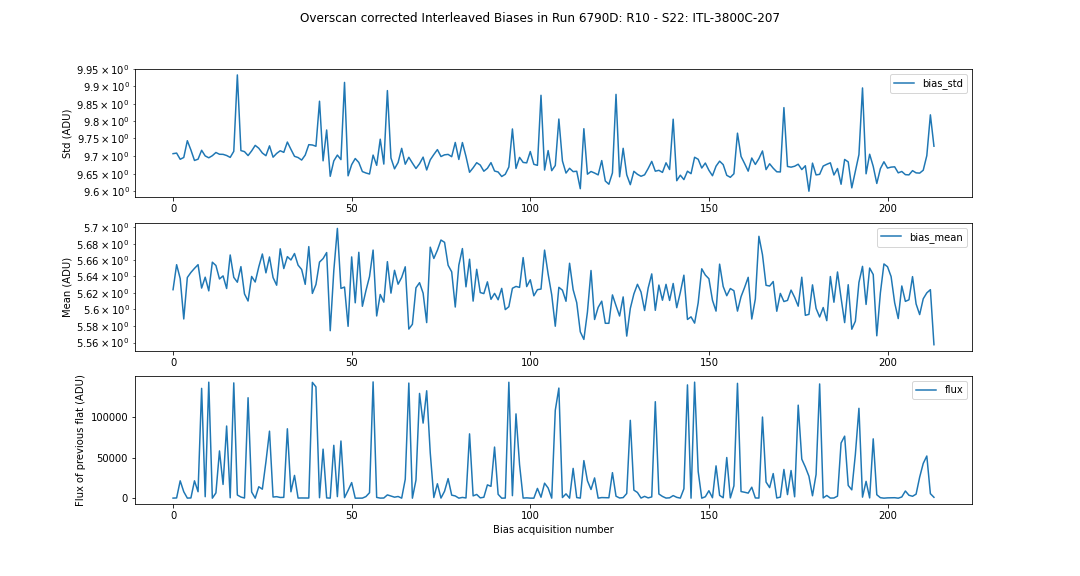 Overscan corrected Interleaved Biases in Run 6790D: R10 - S22: ITL-3800C-207
9.95 × 10⁰
9.9 × 10⁰
9.85 × 10⁰
9.8 × 10⁰
9.75 × 10⁰
9.7 × 10⁰
9.65 × 10⁰
9.6 × 10⁰
Std (ADU)
bias_std
0 50 100 150 200
5.7 × 10⁰
5.68 × 10⁰
5.66 × 10⁰
5.64 × 10⁰
5.62 × 10⁰
5.6 × 10⁰
5.58 × 10⁰
5.56 × 10⁰
Mean (ADU)
bias_mean
0 50 100 150 200
100000
50000
0
Flux of previous flat (ADU)
flux
0 50 100 150 200
Bias acquisition number